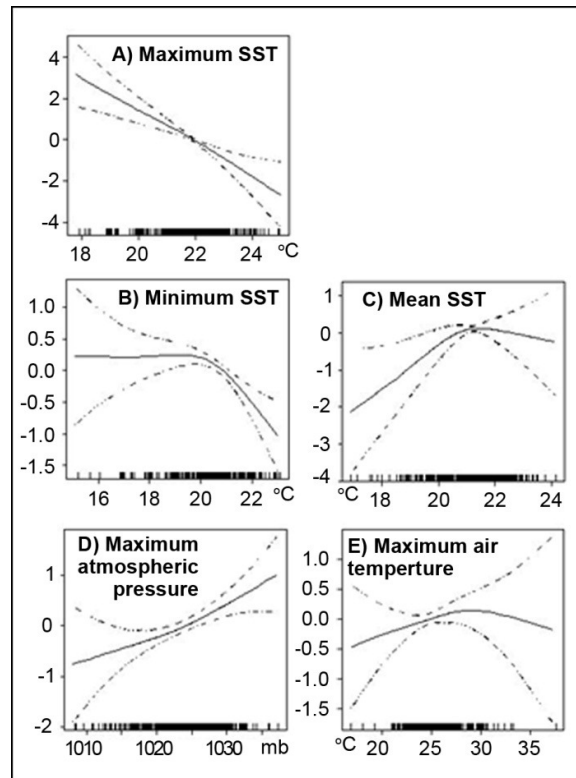 A) Maximum SST
4
2
0
-2
-4
18 20 22 24 °C
B) Minimum SST
1.0
0.5
0.0
-0.5
-1.0
-1.5
16 18 20 22 °C
C) Mean SST
1
0
-1
-2
-3
-4
°C 18 20 22 24
D) Maximum
atmospheric
pressure
1
0
-1
-2
1010 1020 1030 mb
E) Maximum air
temperture
1.0
0.5
0.0
-0.5
-1.0
-1.5
°C 20 25 30 35